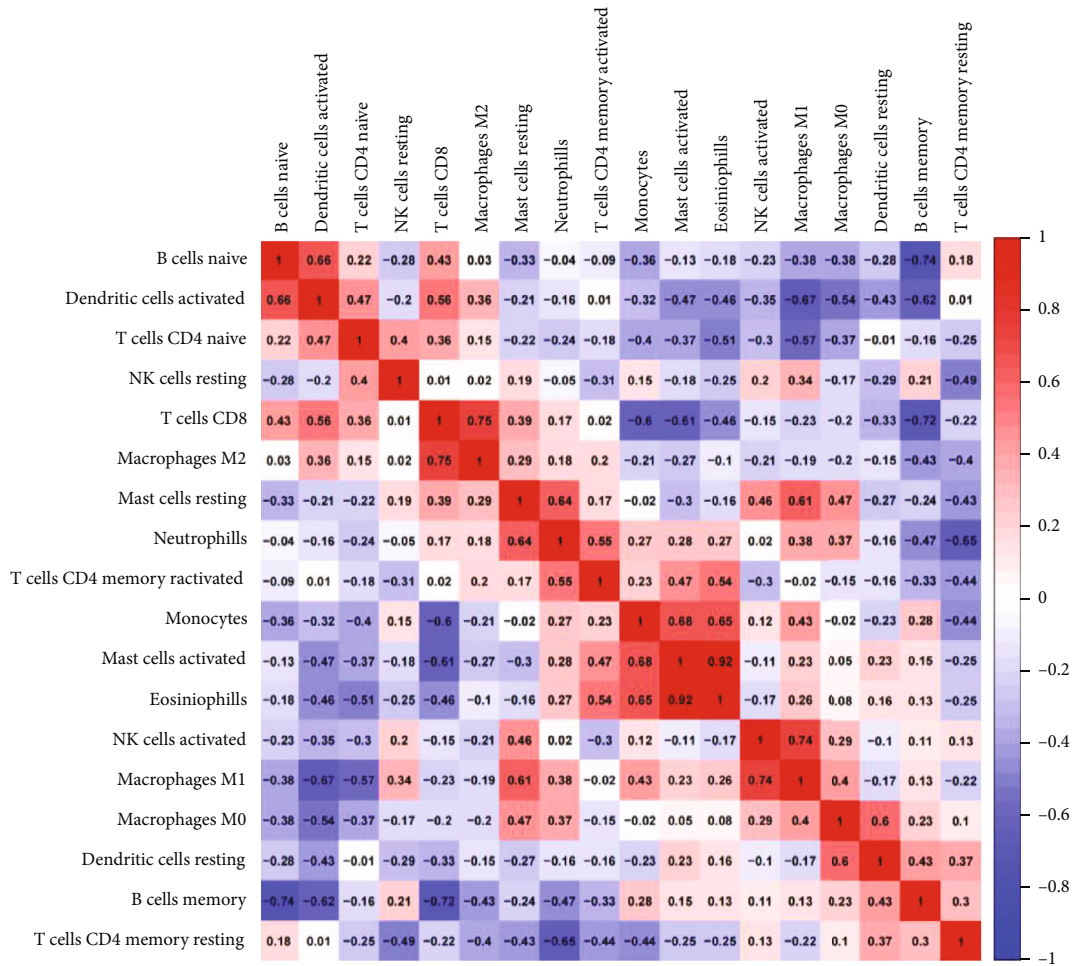 B cells naive
Dendritic cells activated
T cells CD4 naive
NK cells resting
T cells CD8
Macrophages M2
Mast cells resting
Neutrophills
T cells CD4 memory activated
Monocytes
Mast cells activated
Eosiniophills
NK cells activated
Macrophages M1
Macrophages M0
Dendritic cells resting
B cells memory
T cells CD4 memory resting
B cells naive 1 0.66 0.22 −0.28 0.43 0.03 −0.33 −0.04 −0.09 −0.36 −0.13 −0.18 −0.23 −0.38 −0.38 −0.28 −0.74 0.18
Dendritic cells activated 0.66 1 0.47 −0.2 0.56 0.36 −0.21 −0.16 0.01 −0.32 −0.47 −0.46 −0.35 −0.67 −0.54 −0.43 −0.62 0.01
T cells CD4 naive 0.22 0.47 1 0.4 0.36 0.15 −0.22 −0.24 −0.18 −0.4 −0.37 −0.51 −0.3 −0.57 −0.37 −0.01 −0.16 −0.25
NK cells resting −0.28 −0.2 0.4 1 0.01 0.02 0.19 −0.05 −0.31 0.15 −0.18 −0.25 0.2 0.34 −0.17 −0.29 0.21 −0.49
T cells CD8 0.43 0.56 0.36 0.01 1 0.75 0.39 0.17 0.02 −0.6 −0.61 −0.46 −0.15 −0.23 −0.2 −0.33 −0.72 −0.22
Macrophages M2 0.03 0.36 0.15 0.02 0.75 1 0.29 0.18 0.2 −0.21 −0.27 −0.1 −0.21 −0.19 −0.2 −0.15 −0.43 −0.4
Mast cells resting −0.33 −0.21 −0.22 0.19 0.39 0.29 1 0.64 0.17 −0.02 −0.3 −0.16 0.46 0.61 0.47 −0.27 −0.24 −0.43
Neutrophills −0.04 −0.16 −0.24 −0.05 0.17 0.18 0.64 1 0.55 0.27 0.28 0.27 0.02 0.38 0.37 −0.16 −0.47 −0.65
T cells CD4 memory ractivated −0.09 0.01 −0.18 −0.31 0.02 0.2 0.17 0.55 1 0.23 0.47 0.54 −0.3 −0.02 −0.15 −0.16 −0.33 −0.44
Monocytes −0.36 −0.32 −0.4 0.15 −0.6 −0.21 −0.02 0.27 0.23 1 0.68 0.65 0.12 0.43 −0.02 −0.23 0.28 −0.44
Mast cells activated −0.13 −0.47 −0.37 −0.18 −0.61 −0.27 −0.3 0.28 0.47 0.68 1 0.92 −0.11 0.23 0.05 0.23 0.15 −0.25
Eosiniophills −0.18 −0.46 −0.51 −0.25 −0.46 −0.1 −0.16 0.27 0.54 0.65 0.92 1 −0.17 0.26 0.08 0.16 0.13 −0.25
NK cells activated −0.23 −0.35 −0.3 0.2 −0.15 −0.21 0.46 0.02 −0.3 0.12 −0.11 −0.17 1 0.74 0.29 −0.1 0.11 0.13
Macrophages M1 −0.38 −0.67 −0.57 0.34 −0.23 −0.19 0.61 0.38 −0.02 0.43 0.23 0.26 0.74 1 0.4 −0.17 0.13 −0.22
Macrophages M0 −0.38 −0.54 −0.37 −0.17 −0.2 −0.2 0.47 0.37 −0.15 −0.02 0.05 0.08 0.29 0.4 1 0.6 0.23 0.1
Dendritic cells resting −0.28 −0.43 −0.01 −0.29 −0.33 −0.15 −0.27 −0.16 −0.16 −0.23 0.23 0.16 −0.1 −0.17 0.6 1 0.43 0.37
B cells memory −0.74 −0.62 −0.16 0.21 −0.72 −0.43 −0.24 −0.47 −0.33 0.28 0.15 0.13 0.11 0.13 0.23 0.43 1 0.3
T cells CD4 memory resting 0.18 0.01 −0.25 −0.49 −0.22 −0.4 −0.43 −0.65 −0.44 −0.44 −0.25 −0.25 0.13 −0.22 0.1 0.37 0.3 1
1
0.8
0.6
0.4
0.2
0
−0.2
−0.4
−0.6
−0.8
−1